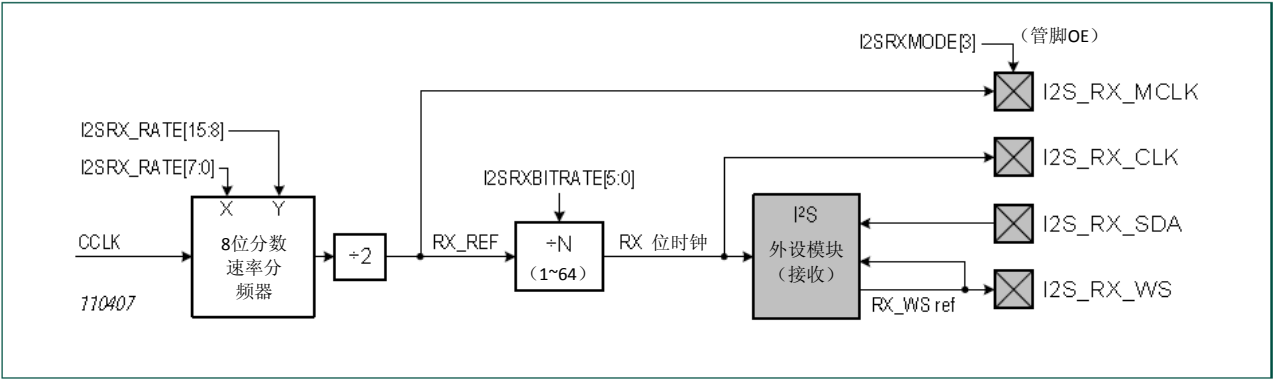 I2SRXMODE[3]
（管脚OE）
I2S_RX_MCLK
I2SRX_RATE[15:8]
I2SRX_RATE[7:0]
I2S_RX_CLK
I2SRXBITRATE[5:0]
X Y
I²S
I2S_RX_SDA
CCLK
8位分数
速率分
频器
÷2
RX_REF
÷N
（1~64）
RX 位时钟
外设模块
（接收）
I2S_RX_WS
RX_WS ref
110407